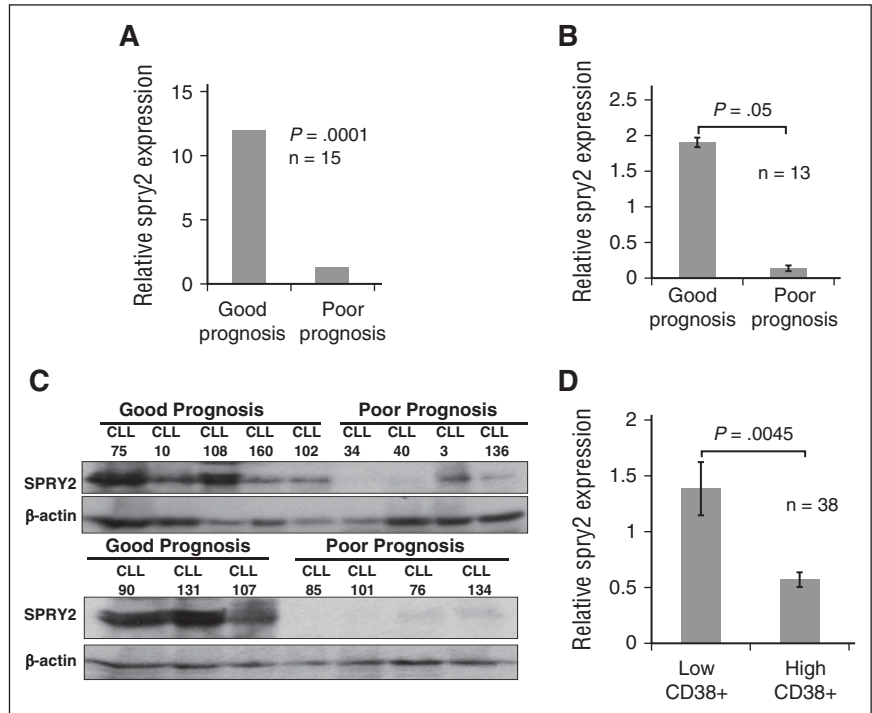 A
Relative spry2 expression
15
10
5
0
P = .0001
n = 15
Good prognosis
Poor prognosis
B
Relative spry2 expression
2.5
2
1.5
1
0.5
0
P = .05
n = 13
Good prognosis
Poor prognosis
C
Good Prognosis Poor Prognosis
CLL CLL CLL CLL CLL CLL CLL CLL CLL
75 10 108 160 102 34 40 3 136
SPRY2
β-actin
Good Prognosis Poor Prognosis
CLL CLL CLL CLL CLL CLL CLL
90 131 107 85 101 76 134
SPRY2
β-actin
D
Relative spry2 expression
2
1.5
1
0.5
0
P = .0045
n = 38
Low CD38+
High CD38+